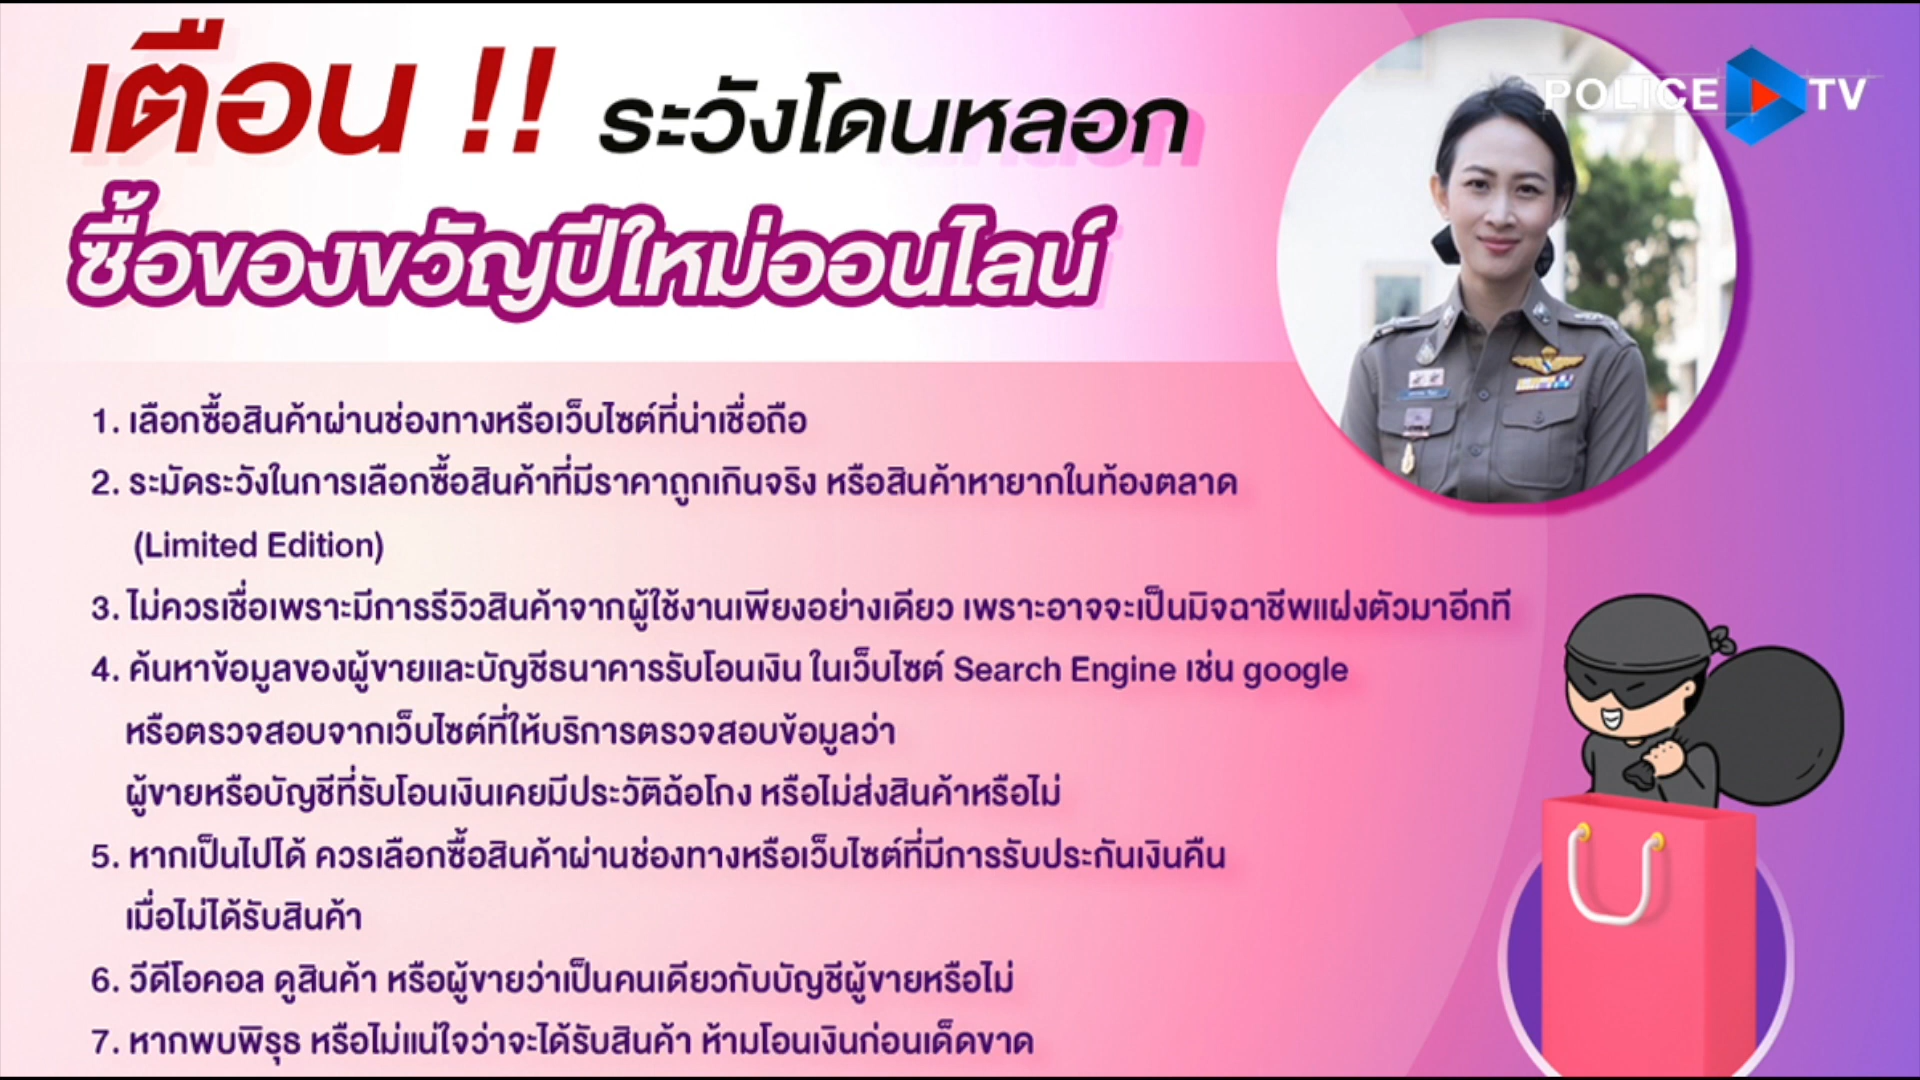 เตือน !! ระวังโดนหลอก
POLICE TV
ซื้อของขวัญปีใหม่ออนไลน์
1. เลือกซื้อสินค้าผ่านช่องทางหรือเว็บไซต์ที่น่าเชื่อถือ
2. ระมัดระวังในการเลือกซื้อสินค้าที่มีราคาถูกเกินจริง หรือสินค้าหายากในท้องตลาด
(Limited Edition)
3. ไม่ควรเชื่อเพราะมีการรีวิวสินค้าจากผู้ใช้งานเพียงอย่างเดียว เพราะอาจจะเป็นมิจฉาชีพแฝงตัวมาอีกที
4. ค้นหาข้อมูลของผู้ขายและบัญชีธนาคารรับโอนเงิน ในเว็บไซต์ Search Engine เช่น google
หรือตรวจสอบจากเว็บไซต์ที่ให้บริการตรวจสอบข้อมูลว่า
ผู้ขายหรือบัญชีที่รับโอนเงินเคยมีประวัติฉ้อโกง หรือไม่ส่งสินค้าหรือไม่
5. หากเป็นไปได้ ควรเลือกซื้อสินค้าผ่านช่องทางหรือเว็บไซต์ที่มีการรับประกันเงินคืน
เมื่อไม่ได้รับสินค้า
6. วีดีโอคอล ดูสินค้า หรือผู้ขายว่าเป็นคนเดียวกับบัญชีผู้ขายหรือไม่
7. หากพบพิรุธ หรือไม่แน่ใจว่าจะได้รับสินค้า ห้ามโอนเงินก่อนเด็ดขาด